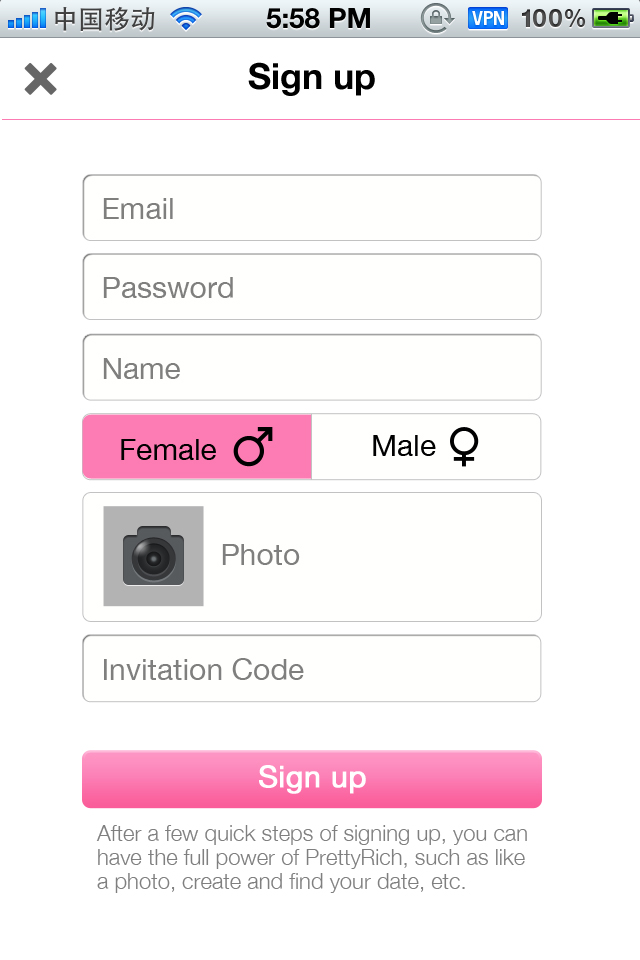 中国移动 5:58 PM VPN 100%
Sign up
Email
Password
Name
Female ♂ Male ♀
Photo
Invitation Code
Sign up
After a few quick steps of signing up, you can
have the full power of PrettyRich, such as like
a photo, create and find your date, etc.